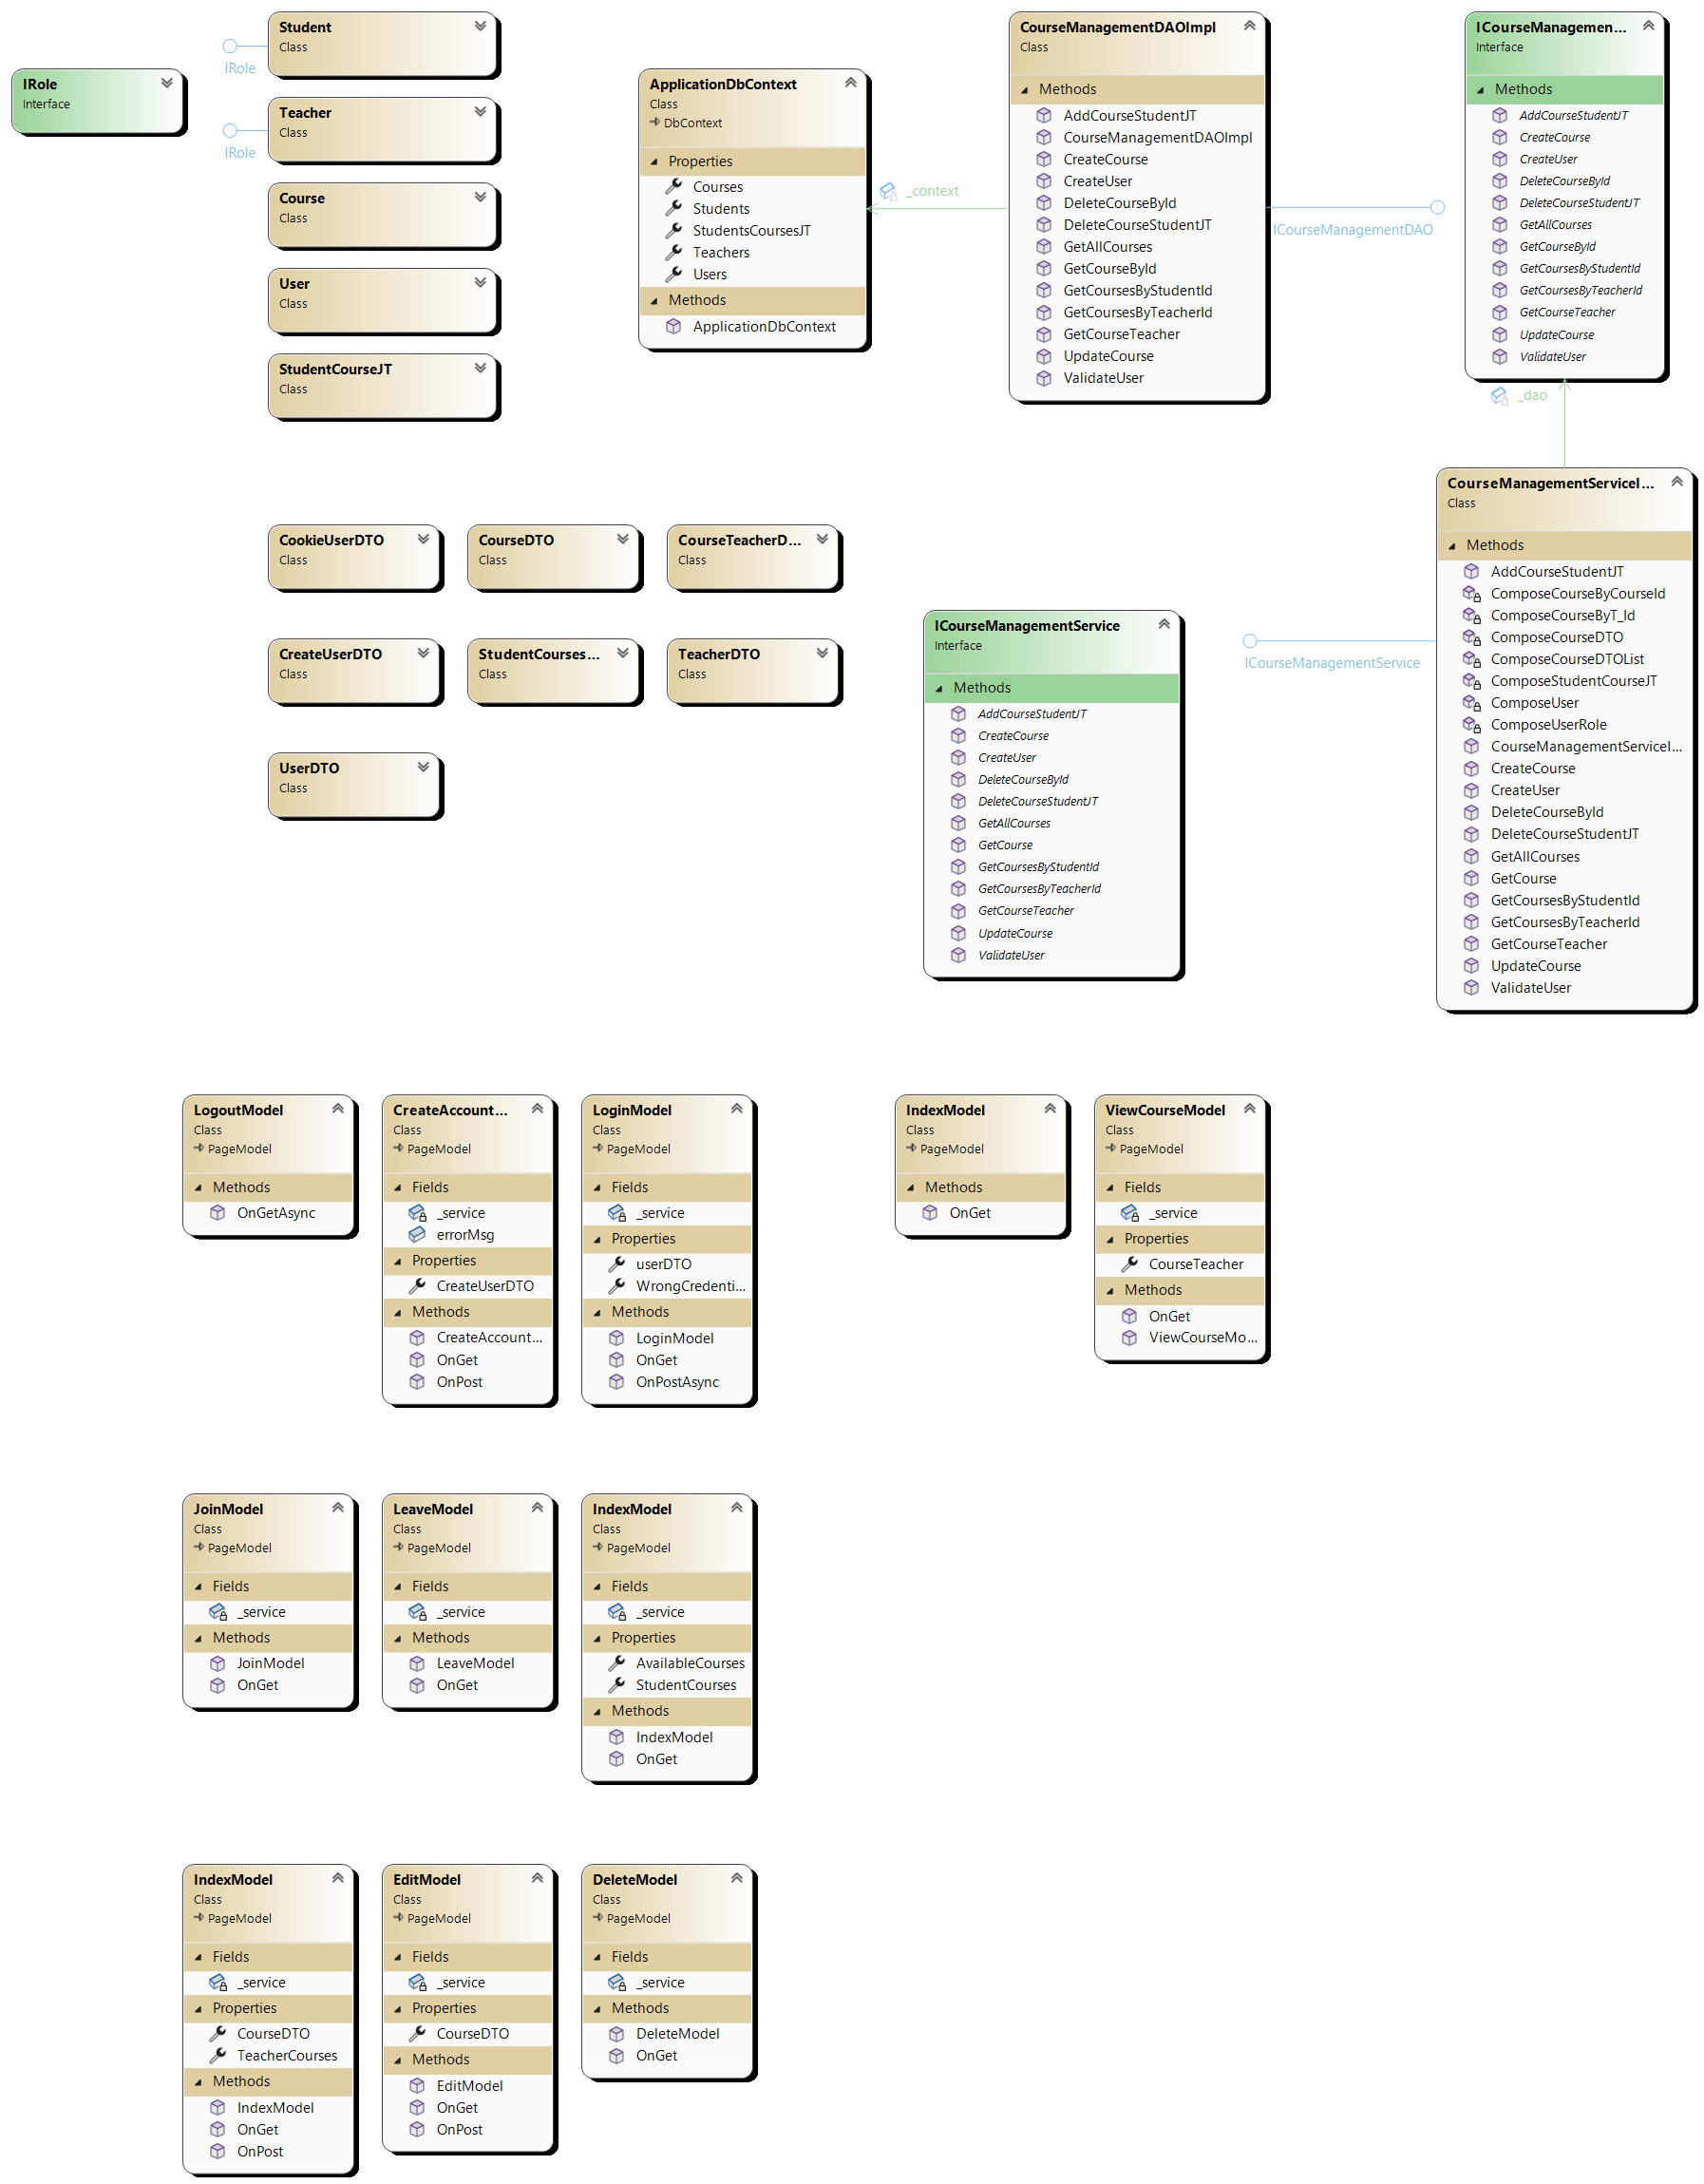 IRole
Interface
Student
Class
IRole
Teacher
Class
IRole
Course
Class
User
Class
StudentCourseJT
Class
ApplicationDbContext
Class
DbContext
Properties
Courses
Students
StudentsCoursesJT
Teachers
Users
Methods
ApplicationDbContext
_context
CourseManagementDAOImpl
Class
Methods
AddCourseStudentJT
CourseManagementDAOImpl
CreateCourse
CreateUser
DeleteCourseById
DeleteCourseStudentJT
GetAllCourses
GetCourseById
GetCoursesByStudentId
GetCoursesByTeacherId
GetCourseTeacher
UpdateCourse
ValidateUser
ICourseManagementDAO
ICourseManagemen...
Interface
Methods
AddCourseStudentJT
CreateCourse
CreateUser
DeleteCourseById
DeleteCourseStudentJT
GetAllCourses
GetCourseById
GetCoursesByStudentId
GetCoursesByTeacherId
GetCourseTeacher
UpdateCourse
ValidateUser
_dao
CourseManagementServiceI...
Class
Methods
AddCourseStudentJT
ComposeCourseByCourseId
ComposeCourseByT_Id
ComposeCourseDTO
ComposeCourseDTOList
ComposeStudentCourseJT
ComposeUser
ComposeUserRole
CourseManagementServiceI...
CreateCourse
CreateUser
DeleteCourseById
DeleteCourseStudentJT
GetAllCourses
GetCourse
GetCoursesByStudentId
GetCoursesByTeacherId
GetCourseTeacher
UpdateCourse
ValidateUser
ICourseManagementService
CookieUserDTO
Class
CourseDTO
Class
CourseTeacherD...
Class
CreateUserDTO
Class
StudentCourses...
Class
TeacherDTO
Class
UserDTO
Class
ICourseManagementService
Interface
Methods
AddCourseStudentJT
CreateCourse
CreateUser
DeleteCourseById
DeleteCourseStudentJT
GetAllCourses
GetCourse
GetCoursesByStudentId
GetCoursesByTeacherId
GetCourseTeacher
UpdateCourse
ValidateUser
LogoutModel
Class
PageModel
Methods
OnGetAsync
CreateAccount...
Class
PageModel
Fields
_service
errorMsg
Properties
CreateUserDTO
Methods
CreateAccount...
OnGet
OnPost
LoginModel
Class
PageModel
Fields
_service
Properties
userDTO
WrongCredenti...
Methods
LoginModel
OnGet
OnPostAsync
IndexModel
Class
PageModel
Methods
OnGet
ViewCourseModel
Class
PageModel
Fields
_service
Properties
CourseTeacher
Methods
OnGet
ViewCourseMo...
JoinModel
Class
PageModel
Fields
_service
Methods
JoinModel
OnGet
LeaveModel
Class
PageModel
Fields
_service
Methods
LeaveModel
OnGet
IndexModel
Class
PageModel
Fields
_service
Properties
AvailableCourses
StudentCourses
Methods
IndexModel
OnGet
IndexModel
Class
PageModel
Fields
_service
Properties
CourseDTO
TeacherCourses
Methods
IndexModel
OnGet
OnPost
EditModel
Class
PageModel
Fields
_service
Properties
CourseDTO
Methods
EditModel
OnGet
OnPost
DeleteModel
Class
PageModel
Fields
_service
Methods
DeleteModel
OnGet